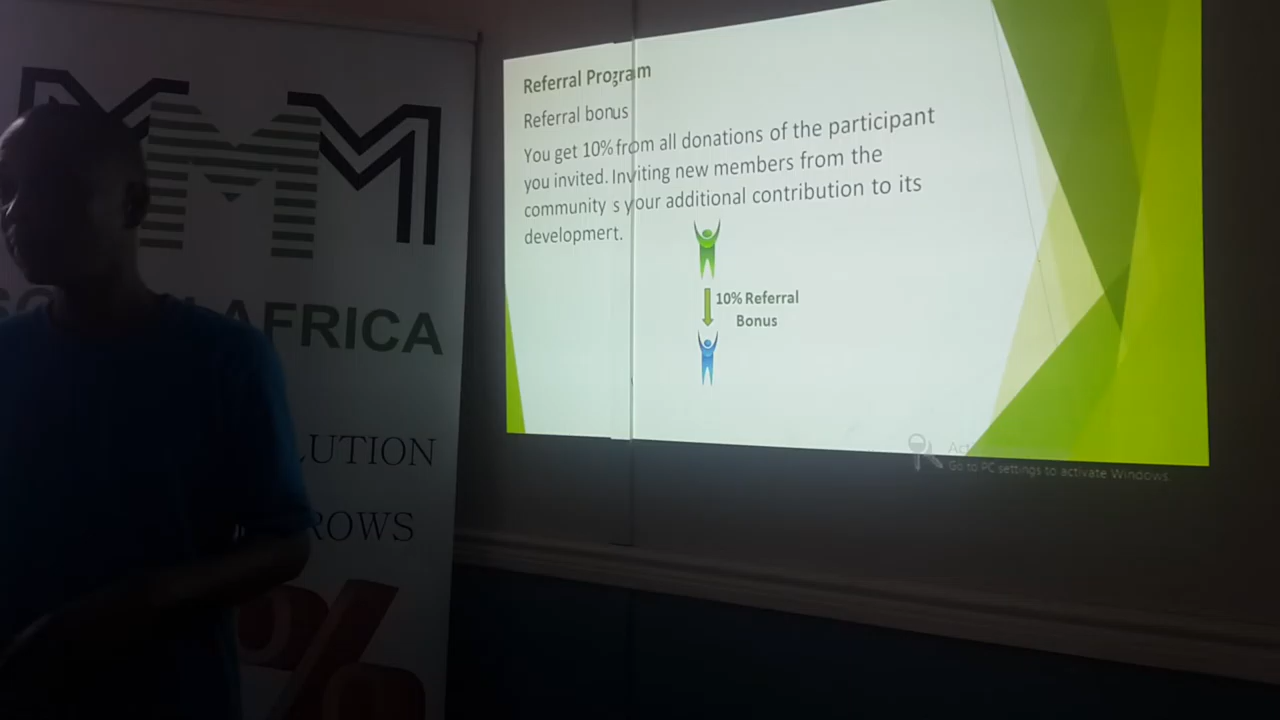 MMM
AFRICA
LUTION
ROWS
Referral Program
Referral bonus
You get 10% from all donations of the participant
you invited. Inviting new members from the
community s your additional contribution to its
development.
10% Referral
Bonus
Go to PC settings to activate Windows.